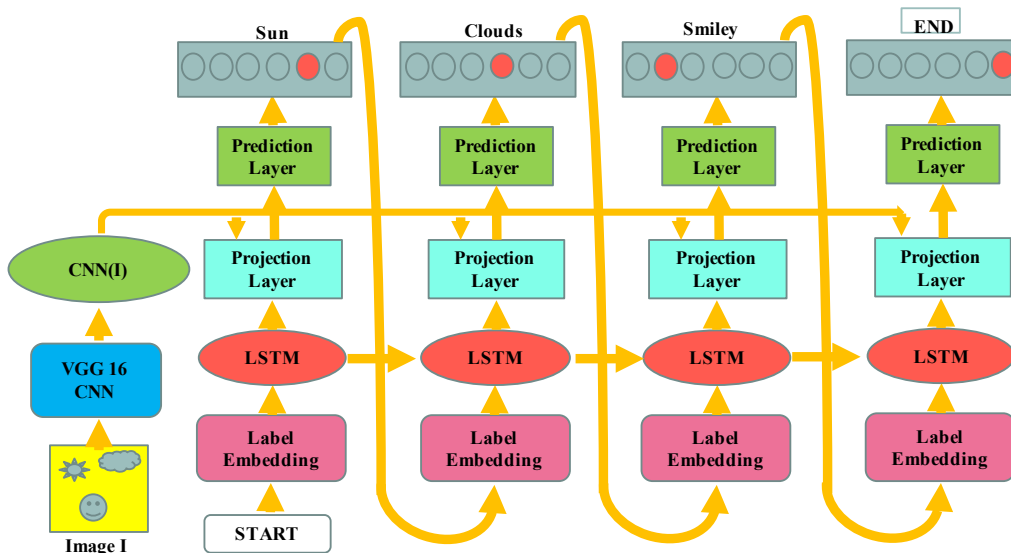 Sun
Clouds
Smiley
END
Prediction
Layer
Prediction
Layer
Prediction
Layer
Prediction
Layer
CNN(I)
Projection
Layer
Projection
Layer
Projection
Layer
Projection
Layer
VGG 16
CNN
LSTM
LSTM
LSTM
LSTM
Label
Embedding
Label
Embedding
Label
Embedding
Label
Embedding
START
Image I